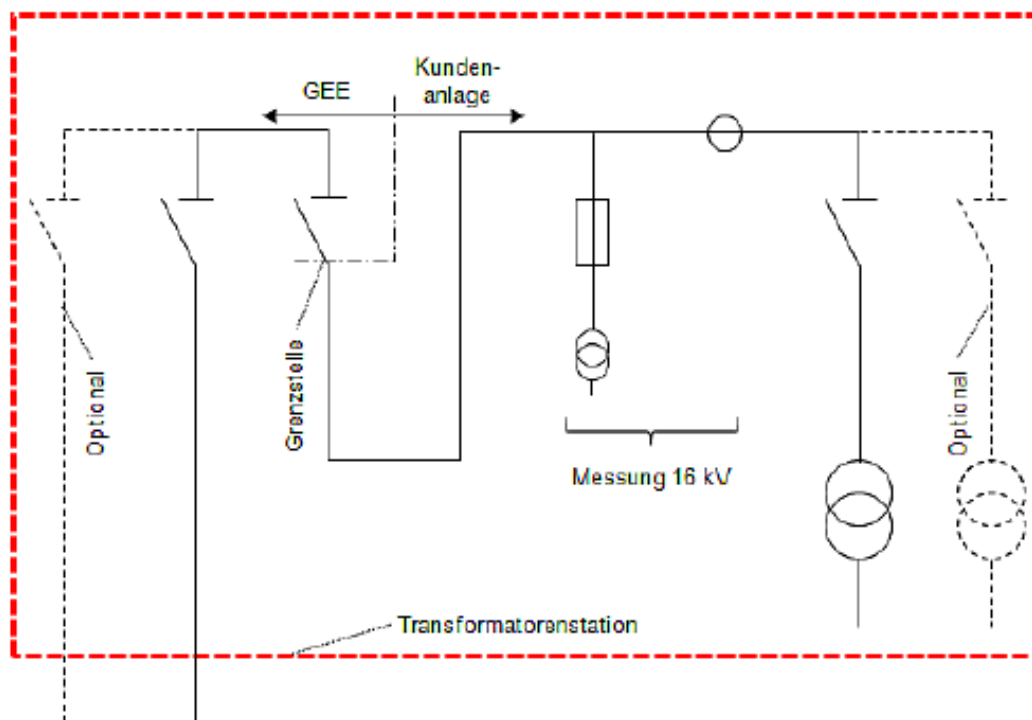 GEE
Kunden-
anlage
Optional
Grenzstelle
Messung 16 kV
Optional
Transformatorenstation